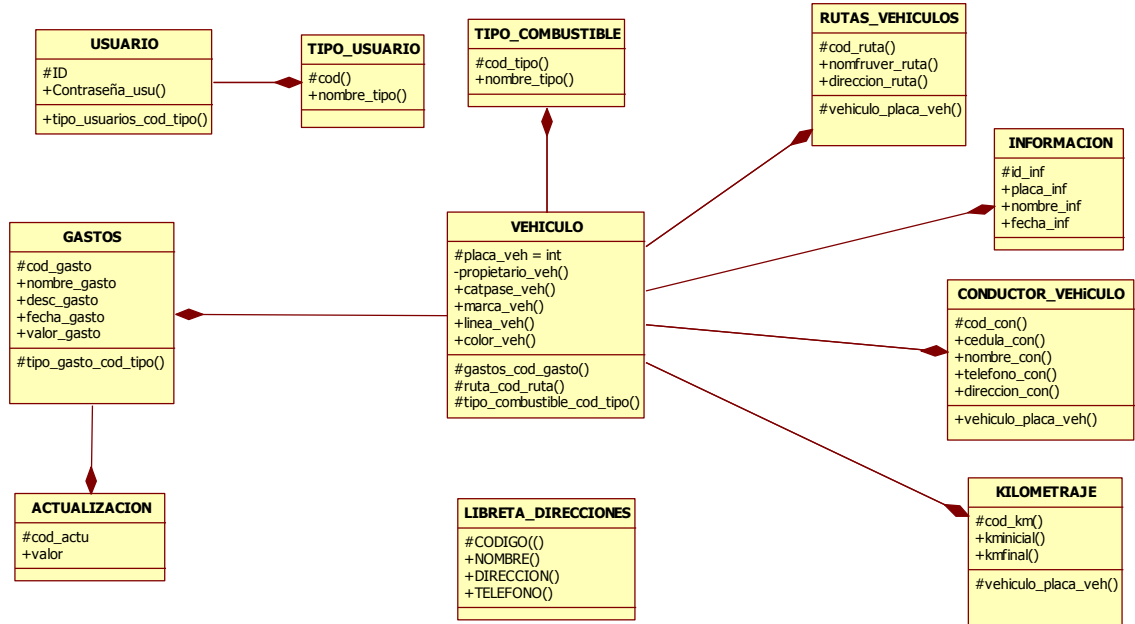 USUARIO
#ID
+Contraseña_usu()
+tipo_usuarios_cod_tipo()
TIPO_USUARIO
#cod()
+nombre_tipo()
TIPO_COMBUSTIBLE
#cod_tipo()
+nombre_tipo()
RUTAS_VEHICULOS
#cod_ruta()
+nomfruver_ruta()
+direccion_ruta()
#vehiculo_placa_veh()
INFORMACION
#id_inf
+placa_inf
+nombre_inf
+fecha_inf
GASTOS
#cod_gasto
+nombre_gasto
+desc_gasto
+fecha_gasto
+valor_gasto
#tipo_gasto_cod_tipo()
VEHICULO
#placa_veh = int
-propietario_veh()
+catpase_veh()
+marca_veh()
+linea_veh()
+color_veh()
#gastos_cod_gasto()
#ruta_cod_ruta()
#tipo_combustible_cod_tipo()
CONDUCTOR_VEHíCULO
#cod_con()
+cedula_con()
+nombre_con()
+telefono_con()
+direccion_con()
+vehiculo_placa_veh()
ACTUALIZACION
#cod_actu
+valor
LIBRETA_DIRECCIONES
#CODIGO(()
+NOMBRE()
+DIRECCION()
+TELEFONO()
KILOMETRAJE
#cod_km()
+kminicial()
+kmfinal()
#vehiculo_placa_veh()